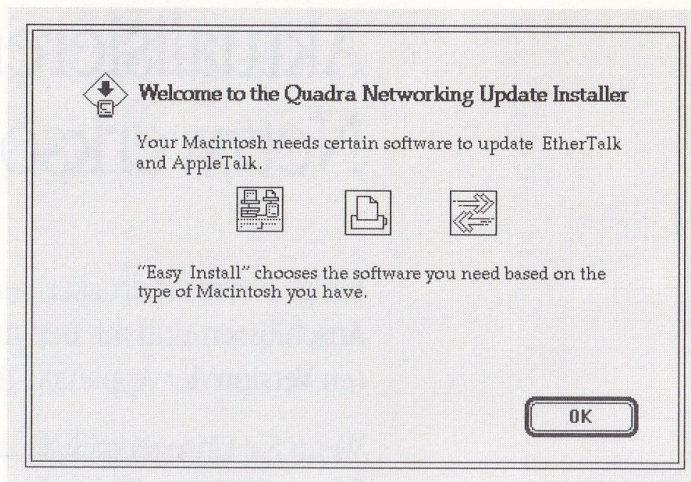 Welcome to the Quadra Networking Update Installer
Your Macintosh needs certain software to update EtherTalk
and AppleTalk.
"Easy Install" chooses the software you need based on the
type of Macintosh you have.
OK